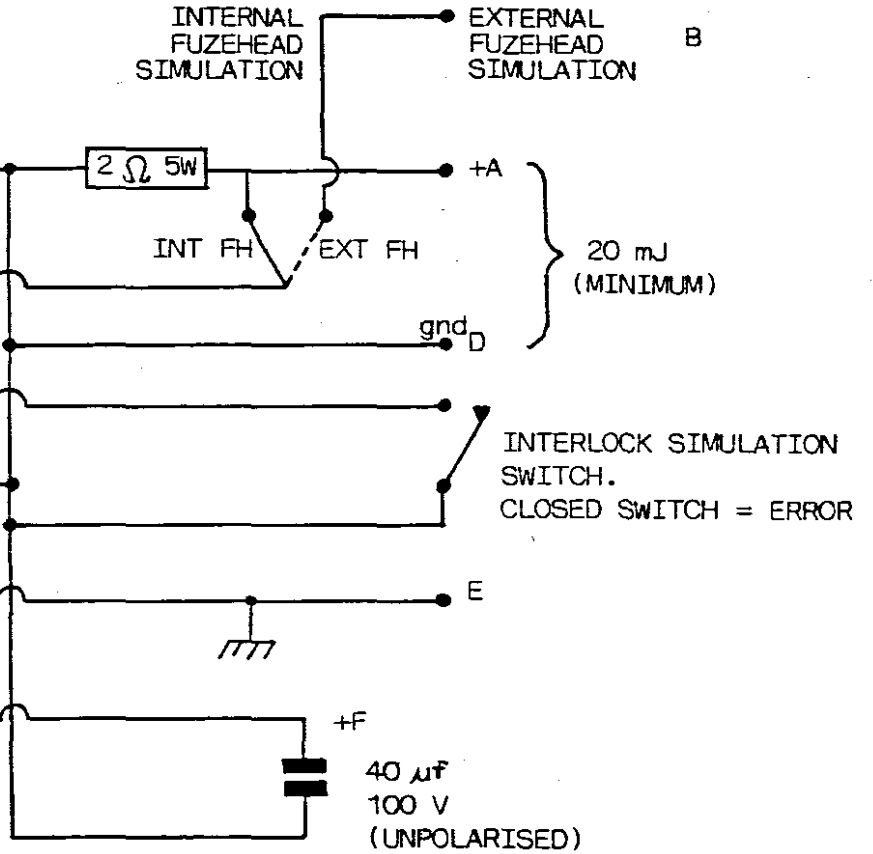 INTERNAL
FUZEHEAD
SIMULATION
EXTERNAL
FUZEHEAD
SIMULATION
B
2 Ω 5W
+A
INT FH
EXT FH
20 mJ
(MINIMUM)
gnd
D
INTERLOCK SIMULATION
SWITCH.
CLOSED SWITCH = ERROR
E
+F
40 µf
100 V
(UNPOLARISED)